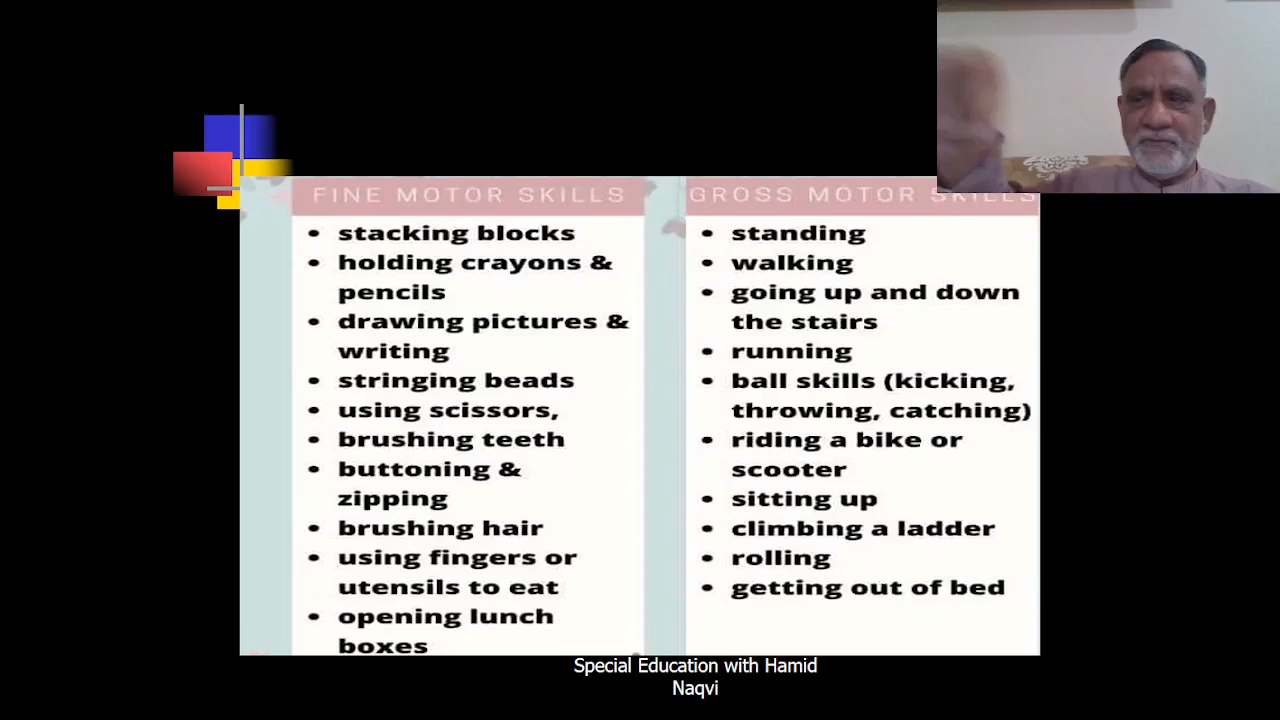 FINE MOTOR SKILLS
• stacking blocks
• holding crayons &
pencils
• drawing pictures &
writing
• stringing beads
• using scissors,
• brushing teeth
• buttoning &
zipping
• brushing hair
• using fingers or
utensils to eat
• opening lunch
boxes
GROSS MOTOR SKILLS
• standing
• walking
• going up and down
the stairs
• running
• ball skills (kicking,
throwing, catching)
• riding a bike or
scooter
• sitting up
• climbing a ladder
• rolling
• getting out of bed
Special Education with Hamid
Naqvi